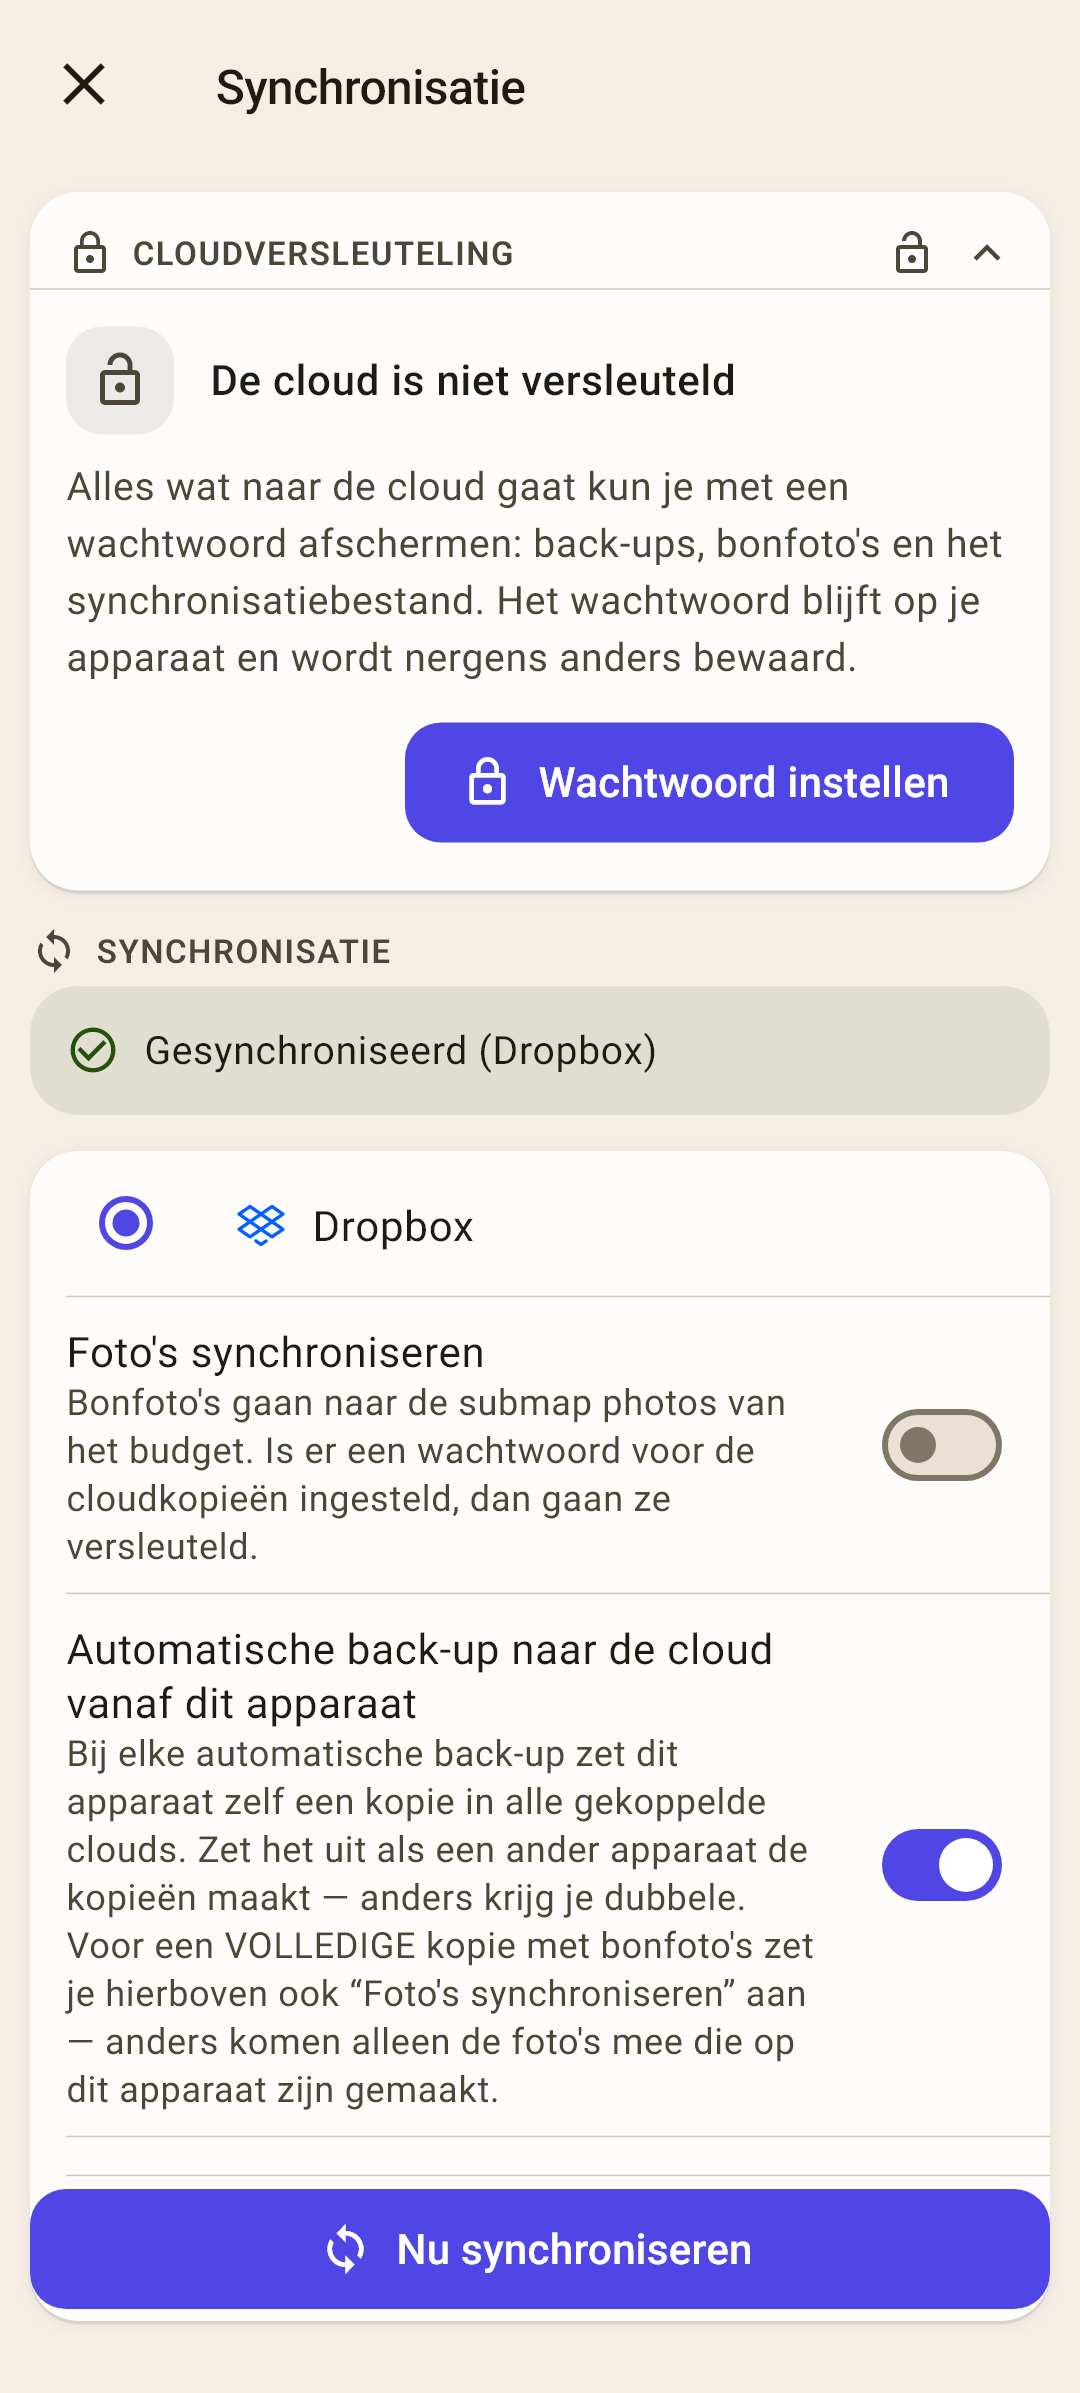 Synchronisatie
CLOUDVERSLEUTELING
De cloud is niet versleuteld
Alles wat naar de cloud gaat kun je met een
wachtwoord afschermen: back-ups, bonfoto's en het
synchronisatiebestand. Het wachtwoord blijft op je
apparaat en wordt nergens anders bewaard.
Wachtwoord instellen
SYNCHRONISATIE
Gesynchroniseerd (Dropbox)
Dropbox
Foto's synchroniseren
Bonfoto's gaan naar de submap photos van
het budget. Is er een wachtwoord voor de
cloudkopieën ingesteld, dan gaan ze
versleuteld.
Automatische back-up naar de cloud
vanaf dit apparaat
Bij elke automatische back-up zet dit
apparaat zelf een kopie in alle gekoppelde
clouds. Zet het uit als een ander apparaat de
kopieën maakt — anders krijg je dubbele.
Voor een VOLLEDIGE kopie met bonfoto's zet
je hierboven ook “Foto's synchroniseren” aan
— anders komen alleen de foto's mee die op
dit apparaat zijn gemaakt.
Nu synchroniseren